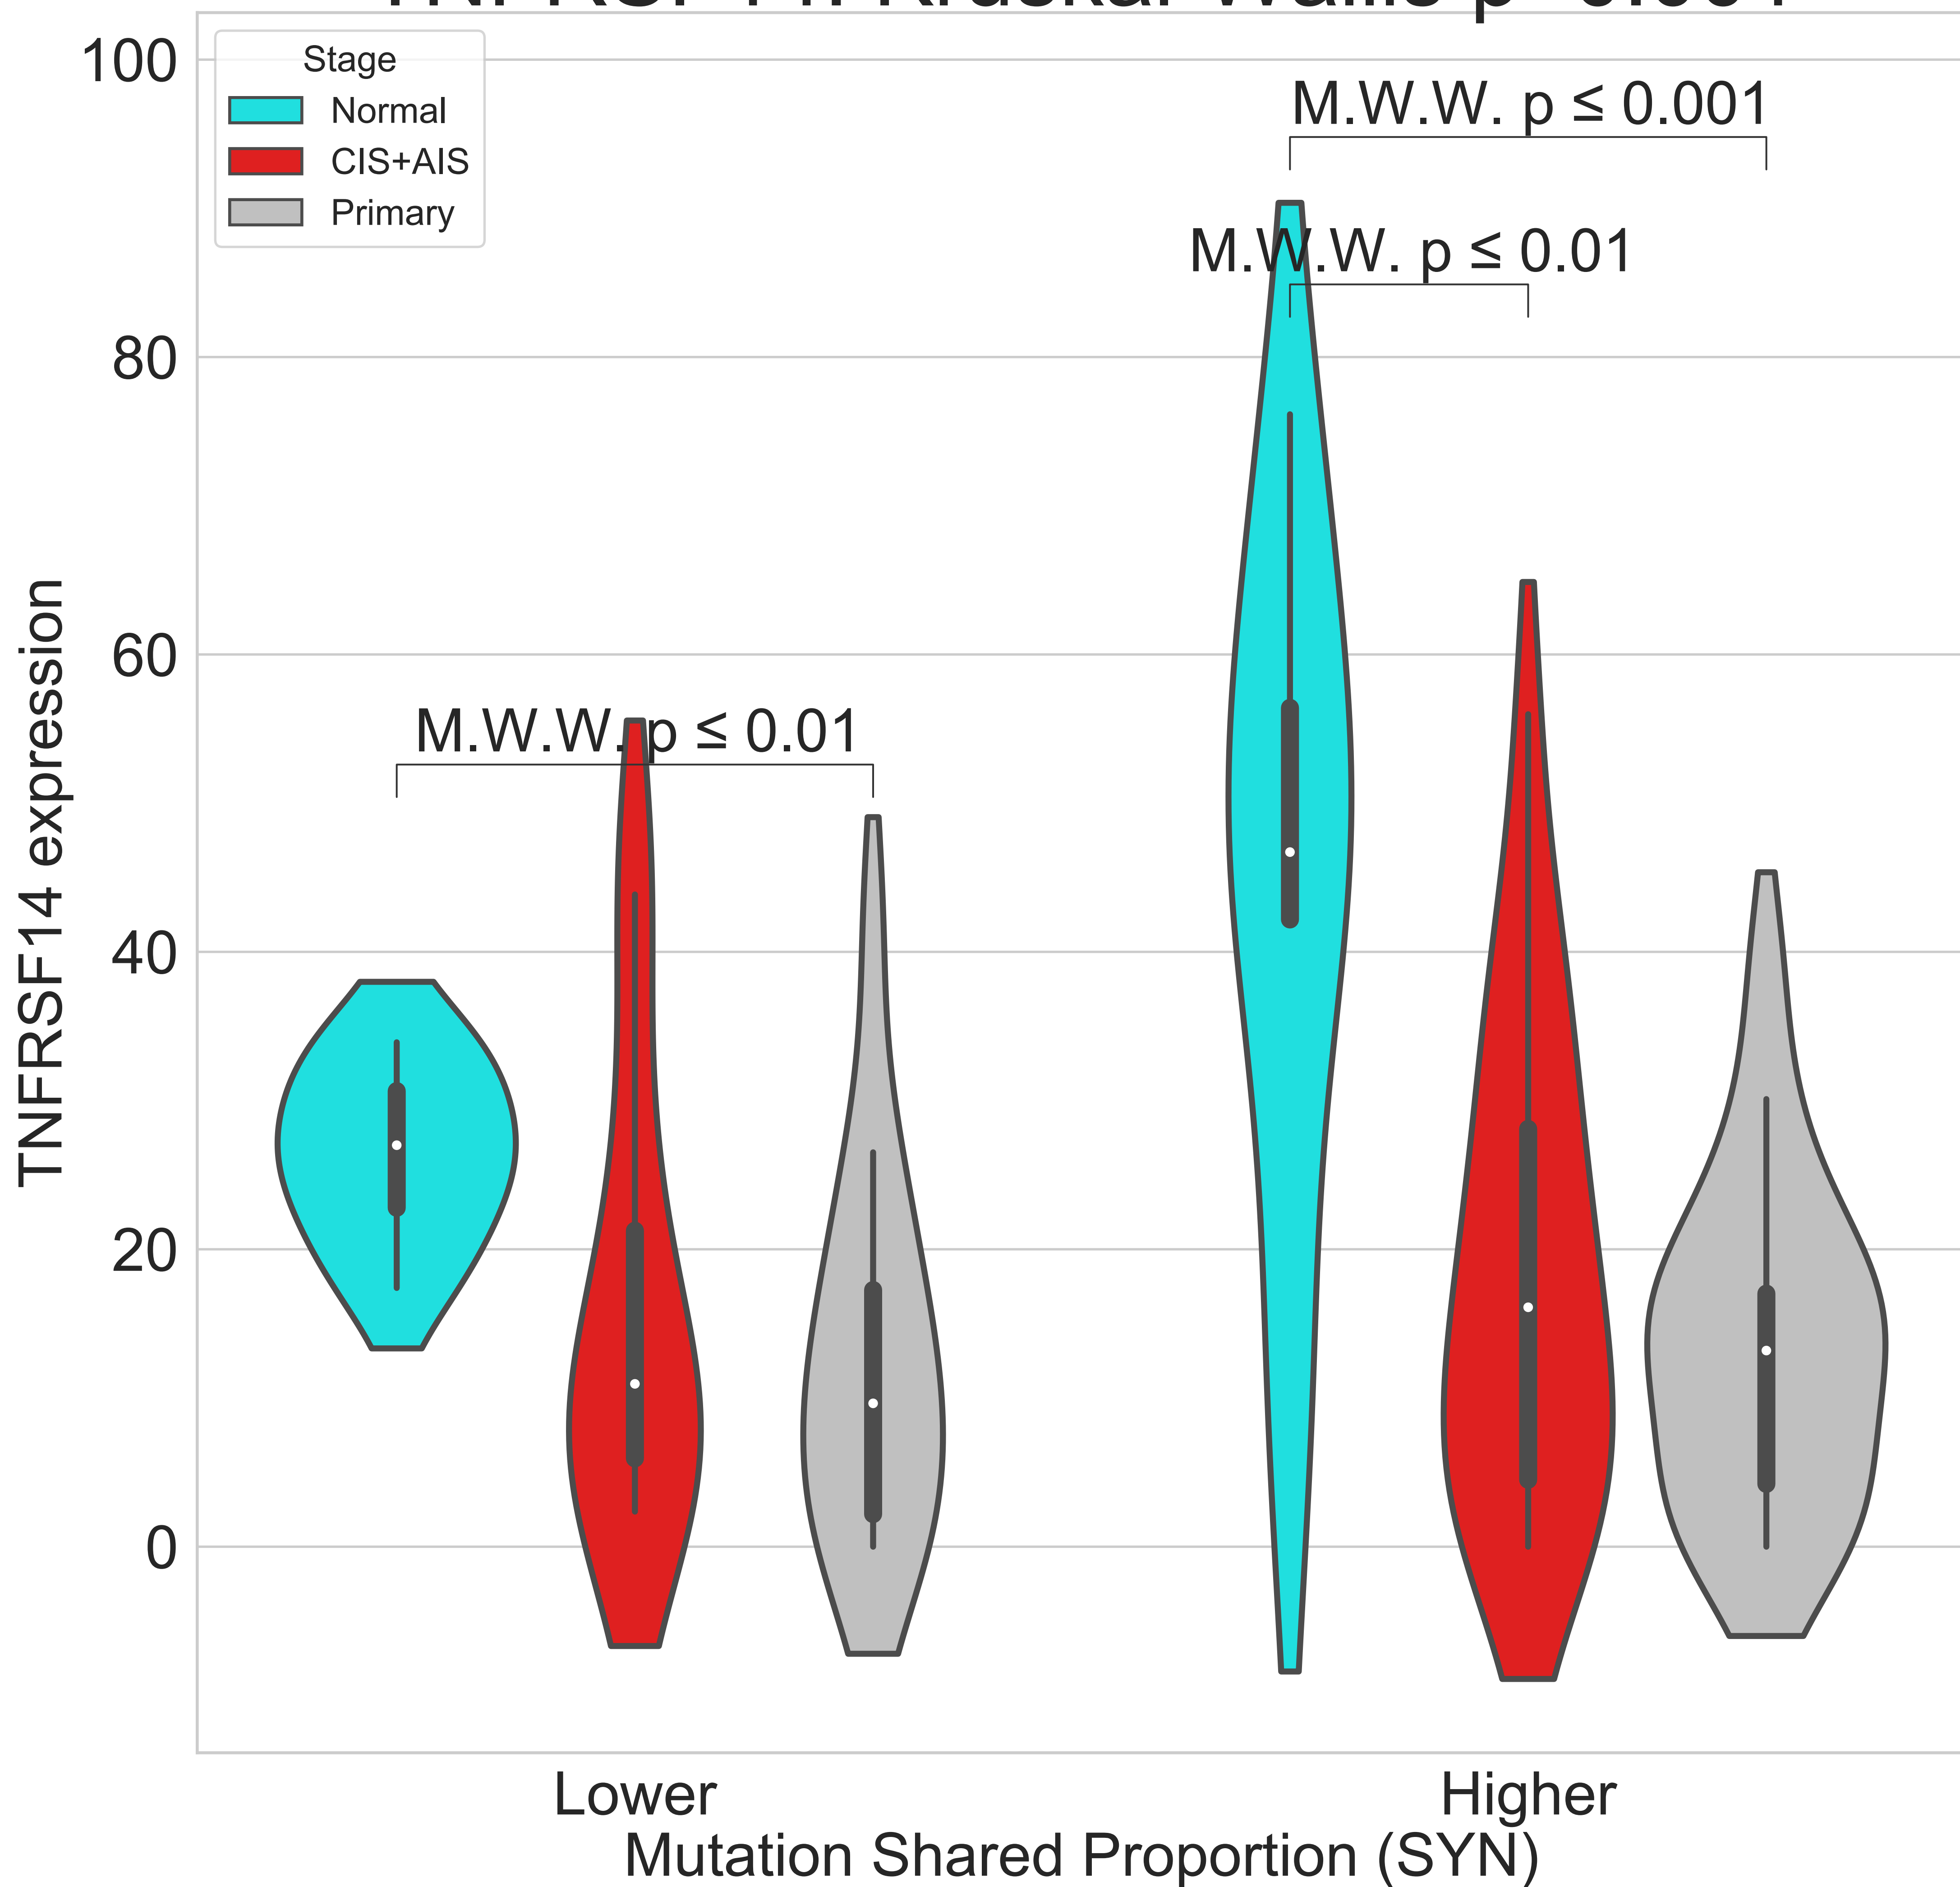 100
80
60
40
20
0
TNFRSF14 expression
Stage
Normal
CIS+AIS
Primary
M.W.W. p ≤ 0.001
M.W.W. p ≤ 0.01
M.W.W. p ≤ 0.01
Lower
Higher
Mutation Shared Proportion (SYN)